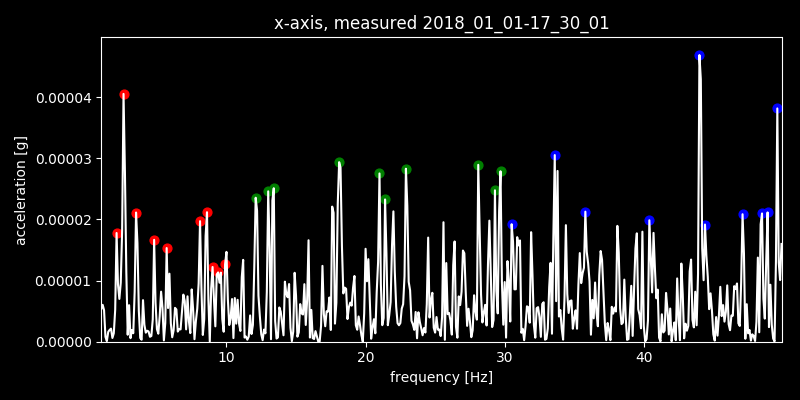 x-axis, measured 2018_01_01-17_30_01
0.00004
0.00003
0.00002
0.00001
0.00000
acceleration [g]
10 20 30 40
frequency [Hz]